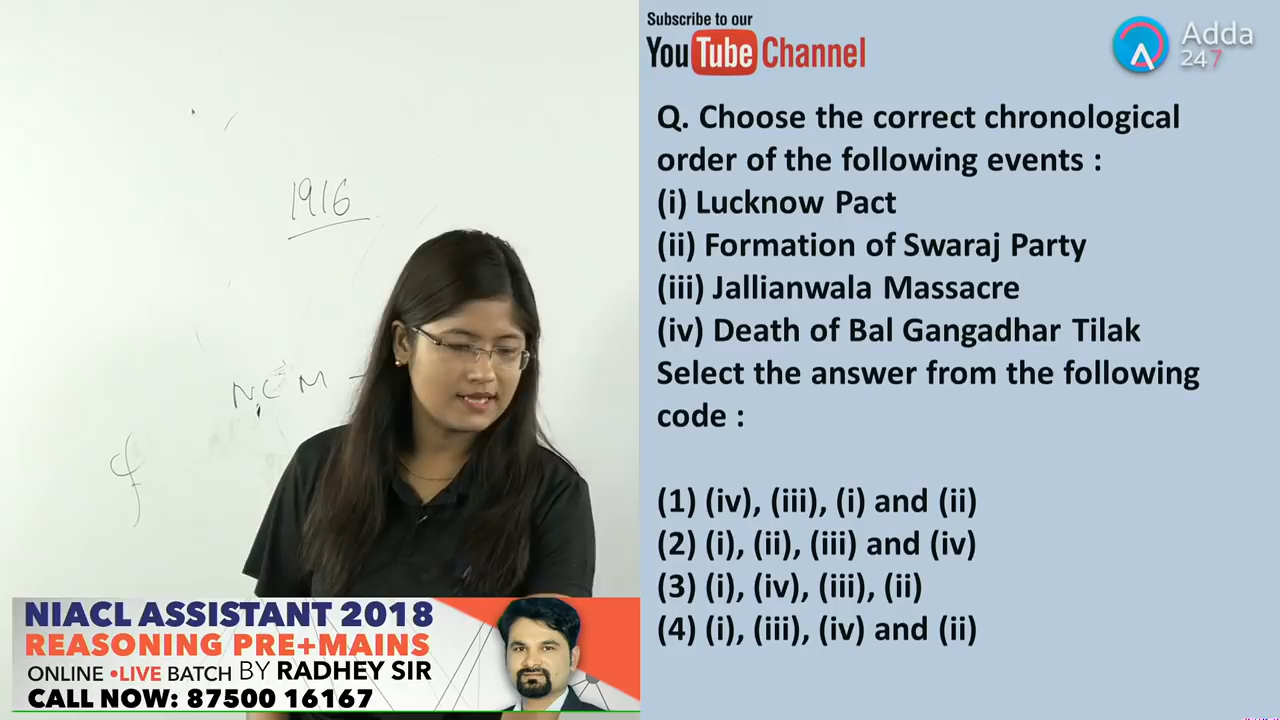 1916
NCM
Subscribe to our
YouTube Channel
Adda
247
Q. Choose the correct chronological
order of the following events :
(i) Lucknow Pact
(ii) Formation of Swaraj Party
(iii) Jallianwala Massacre
(iv) Death of Bal Gangadhar Tilak
Select the answer from the following
code :
(1) (iv), (iii), (i) and (ii)
(2) (i), (ii), (iii) and (iv)
(3) (i), (iv), (iii), (ii)
(4) (i), (iii), (iv) and (ii)
NIACL ASSISTANT 2018
REASONING PRE+MAINS
ONLINE •LIVE BATCH BY RADHEY SIR
CALL NOW: 87500 16167